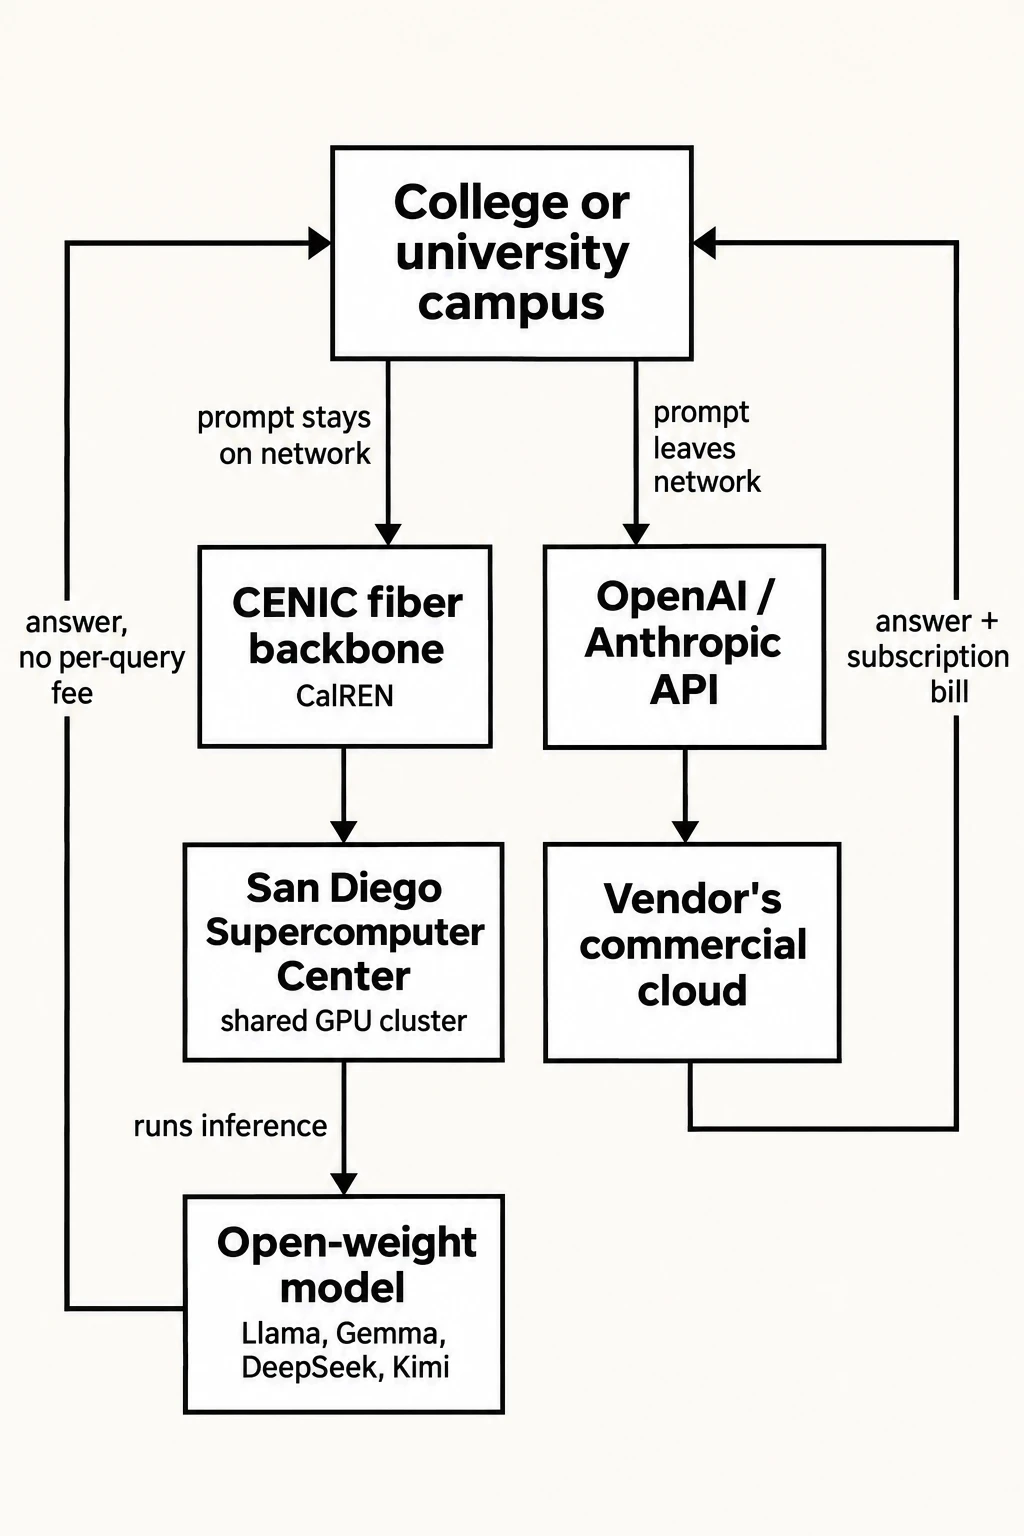 College or
university
campus
prompt stays
on network
prompt
leaves
network
CENIC fiber
backbone
CalREN
OpenAI /
Anthropic
API
answer,
no per-query
fee
answer +
subscription
bill
San Diego
Supercomputer
Center
shared GPU cluster
Vendor's
commercial
cloud
runs inference
Open-weight
model
Llama, Gemma,
DeepSeek, Kimi